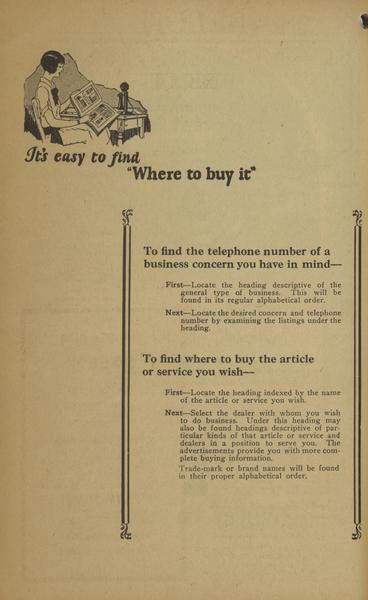 It's easy to find
"Where to buy it"
To find the telephone number of a
business concern you have in mind—
First—Locate the heading descriptive of the
general type of business. This will be
found in its regular alphabetical order.
Next—Locate the desired concern and telephone
number by examining the listings under the
heading.
To find where to buy the article
or service you wish—
First—Locate the heading indexed by the name
of the article or service you wish.
Next—Select the dealer with whom you wish
to do business. Under this heading may
also be found headings descriptive of par-
ticular kinds of that article or service and
dealers in a position to serve you. The
advertisements provide you with more com-
plete buying information.
Trade-mark or brand names will be found
in their proper alphabetical order.